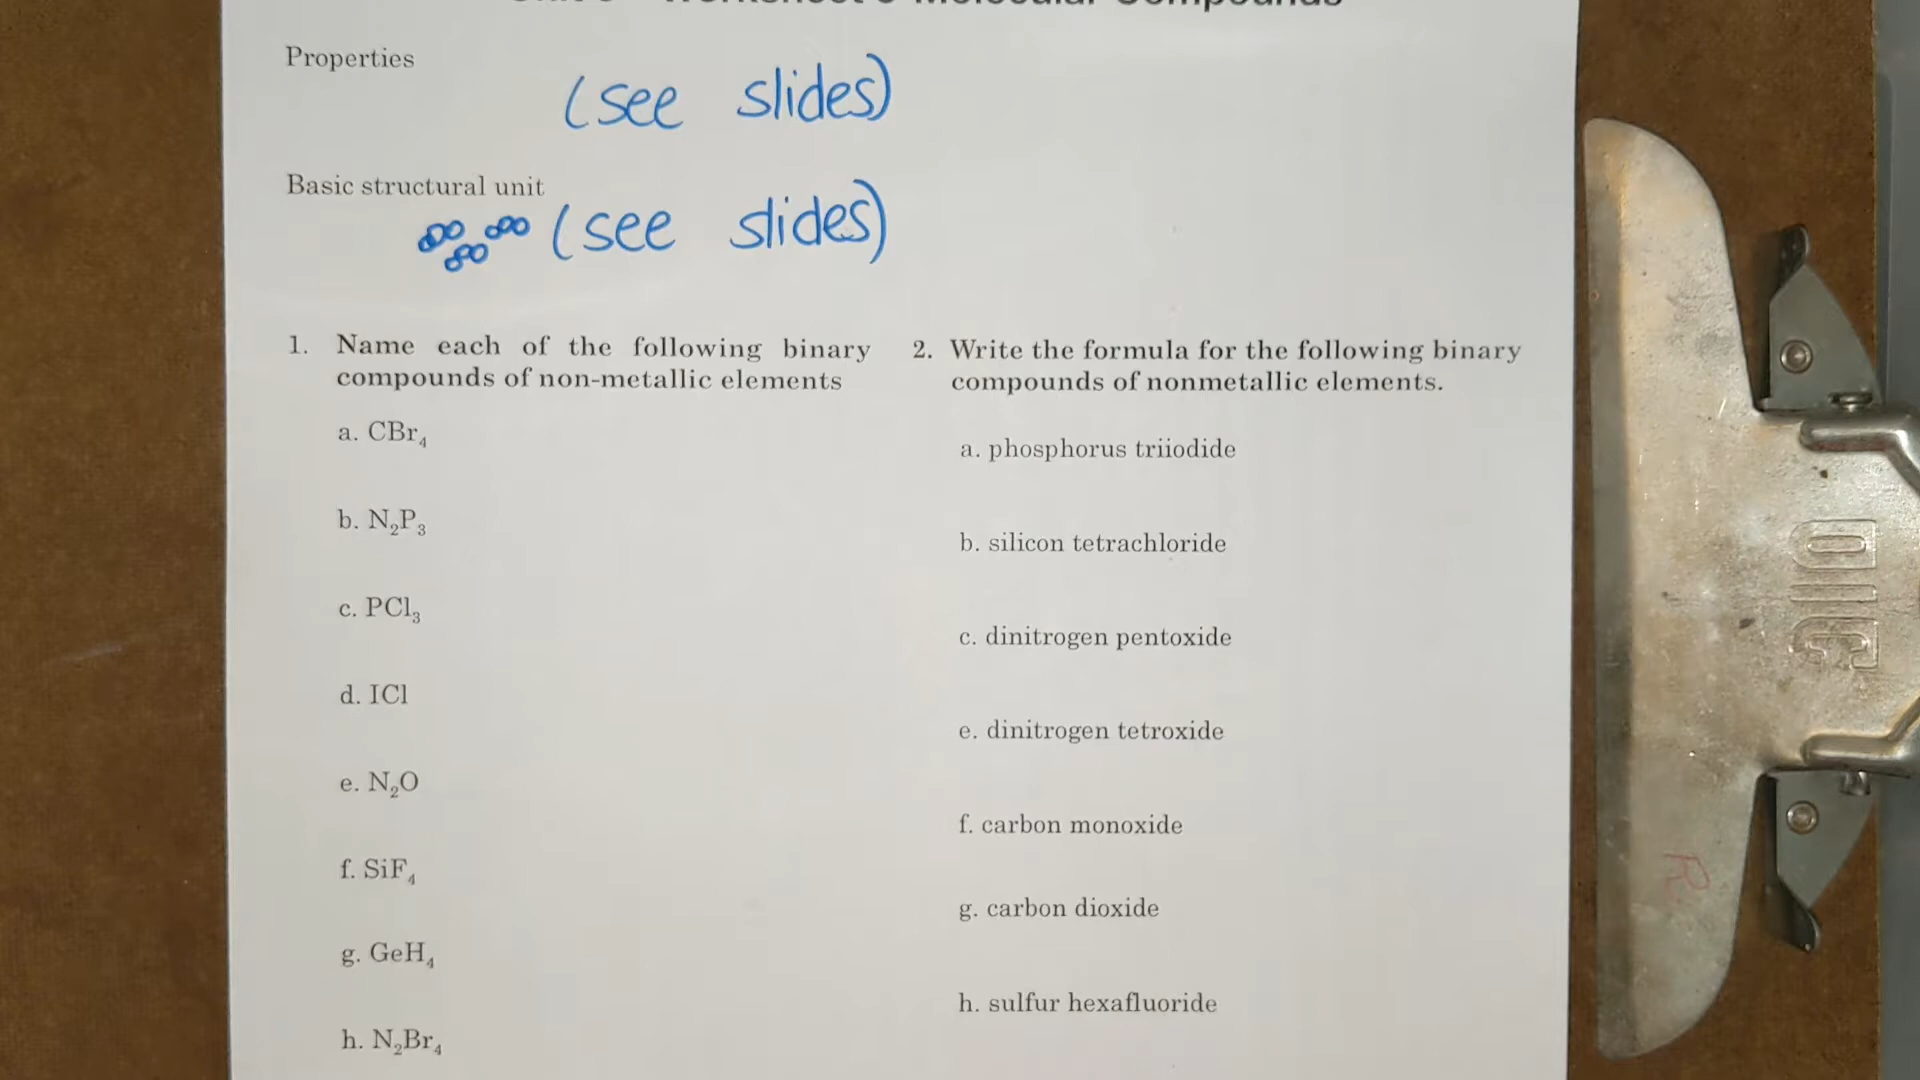 Properties
(see slides)
Basic structural unit
(see slides)
1. Name each of the following binary
compounds of non-metallic elements
a. CBr₄
b. N₂P₃
c. PCl₃
d. ICl
e. N₂O
f. SiF₄
g. GeH₄
h. N₂Br₄
2. Write the formula for the following binary
compounds of nonmetallic elements.
a. phosphorus triiodide
b. silicon tetrachloride
c. dinitrogen pentoxide
e. dinitrogen tetroxide
f. carbon monoxide
g. carbon dioxide
h. sulfur hexafluoride